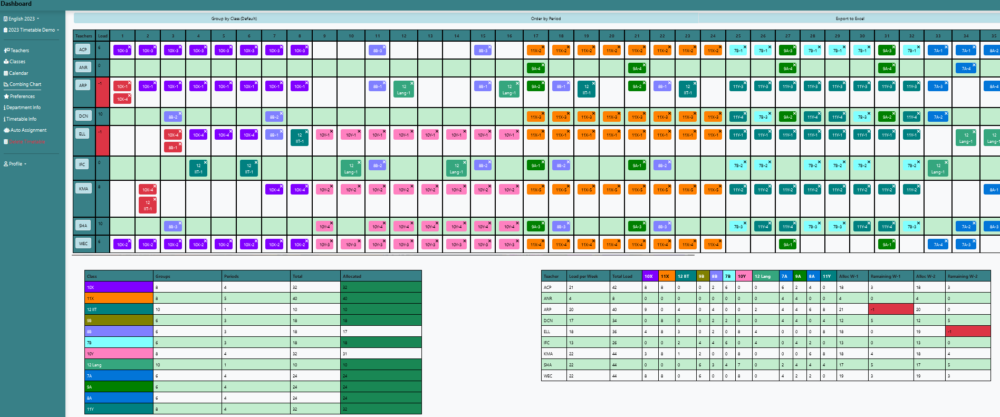 Dashboard
English 2023
2023 Timetable Demo
Teachers
Classes
Calendar
Combing Chart
Preferences
Department Info
Timetable Info
Auto Assignment
Profile
Group by Class (Default) Order by Period Export to Excel
Teachers Load 1 2 3 4 5 6 7 8 9 10 11 12 13 14 15 16 17 18 19 20 21 22 23 24 25 26 27 28 29 30 31 32 33 34 35
ACP 6 10X-3 10X-3 10X-3 10X-3 10X-3 10X-3 10X-3 10X-3 8B-3 8B-3 11X-2 11X-2 11X-2 11X-2 11X-2 11X-2 11X-2 11X-2 7B-1 7B-1 9A-3 7B-1 7B-1 7B-1 9A-3 7B-1 7A-1 7A-1 8A-2
ANR 0 9A-4 9A-4 9A-4 9A-4 7A-4
ARP -1 10X-1 10X-1 10X-1 10X-1 10X-1 10X-1 10X-1 10X-1 8B-1 12 Lang-1 8B-1 12 Lang-1 9A-2 8B-1 12 IIT-1 9A-2 8B-1 12 IIT-1 11Y-3 11Y-3 11Y-3 11Y-3 11Y-3 11Y-3 11Y-3 11Y-3 7A-3 8A-4
10X-4
DCN 10 8B-2 8B-2 11X-3 11X-3 11X-3 11X-3 11X-3 11X-3 11X-3 11X-3 11Y-4 7B-3 9A-2 11Y-4 11Y-4 7B-3 9A-2 11Y-4 7A-2
ELL -1 10X-4 10X-4 10X-4 10X-4 8B-1 12 IIT-1 10Y-1 10Y-1 10Y-1 10Y-1 10Y-1 10Y-1 10Y-1 10Y-1 11X-1 11X-1 11X-1 11X-1 11X-1 11X-1 11X-1 11X-1 11Y-1 11Y-1 11Y-1 11Y-1 11Y-1 11Y-1 11Y-1 11Y-1 12 Lang-1 12 Lang-1
8B-1
IFC 0 12 IIT-1 12 IIT-1 12 Lang-1 8B-2 12 Lang-1 8B-2 9A-1 8B-2 9A-1 8B-2 7B-2 7B-2 7B-2 7B-2 7B-2 7B-2 12 Lang-1
KMA 8 10X-4 10X-4 10X-4 10Y-2 10Y-2 10Y-2 10Y-2 10Y-2 10Y-2 10Y-2 10Y-2 11X-5 11X-5 11X-5 11X-5 11X-5 11X-5 11X-5 11X-5 11Y-2 11Y-2 11Y-2 11Y-2 11Y-2 11Y-2 11Y-2 11Y-2 8A-1
12 IIT-1
SHA 10 8B-3 10Y-4 10Y-4 10Y-4 10Y-4 10Y-4 10Y-4 10Y-4 9A-3 8B-3 9A-3 8B-3 7B-3 11Y-4 11Y-4 7B-3 7B-3 11Y-4 11Y-4 7B-3 7A-2 8A-3
WEC 6 10X-2 10X-2 10X-2 10X-2 10X-2 10X-2 10X-2 10X-2 10Y-3 10Y-3 10Y-3 10Y-3 10Y-3 10Y-3 10Y-3 10Y-3 11X-4 11X-4 11X-4 11X-4 11X-4 11X-4 11X-4 11X-4 9A-1 9A-1 7A-4 7A-3
Class Groups Periods Total Allocated
10X 8 4 32 32
11X 8 5 40 40
12 IIT 10 1 10 10
9B 6 3 18 18
8B 6 3 18 17
7B 6 3 18 18
10Y 8 4 32 31
12 Lang 10 1 10 10
7A 6 4 24 24
9A 6 4 24 24
8A 6 4 24 24
11Y 8 4 32 32
Teacher Load per Week Total Load 10X 11X 12 IIT 9B 8B 7B 10Y 12 Lang 7A 9A 8A 11Y Alloc W-1 Remaining W-1 Alloc W-2 Remaining W-2
ACP 21 42 8 8 0 0 2 6 0 0 6 2 4 0 18 3 18 3
ANR 4 8 0 0 0 0 0 0 0 0 4 4 0 0 4 0 4 0
ARP 20 40 9 0 4 0 4 0 0 2 4 4 6 8 21 -1 20 0
DCN 17 34 0 8 0 0 2 2 0 0 4 4 0 4 12 5 12 5
ELL 18 36 4 8 3 0 2 0 8 4 0 0 0 8 18 0 19 -1
IFC 13 26 0 0 2 4 4 6 0 4 0 4 2 0 13 0 13 0
KMA 22 44 3 8 1 2 0 0 8 0 0 0 6 8 18 4 18 4
SHA 22 44 0 0 0 6 3 4 7 0 2 4 4 4 17 5 17 5
WEC 22 44 8 8 0 6 0 0 8 0 4 2 2 0 19 3 19 3